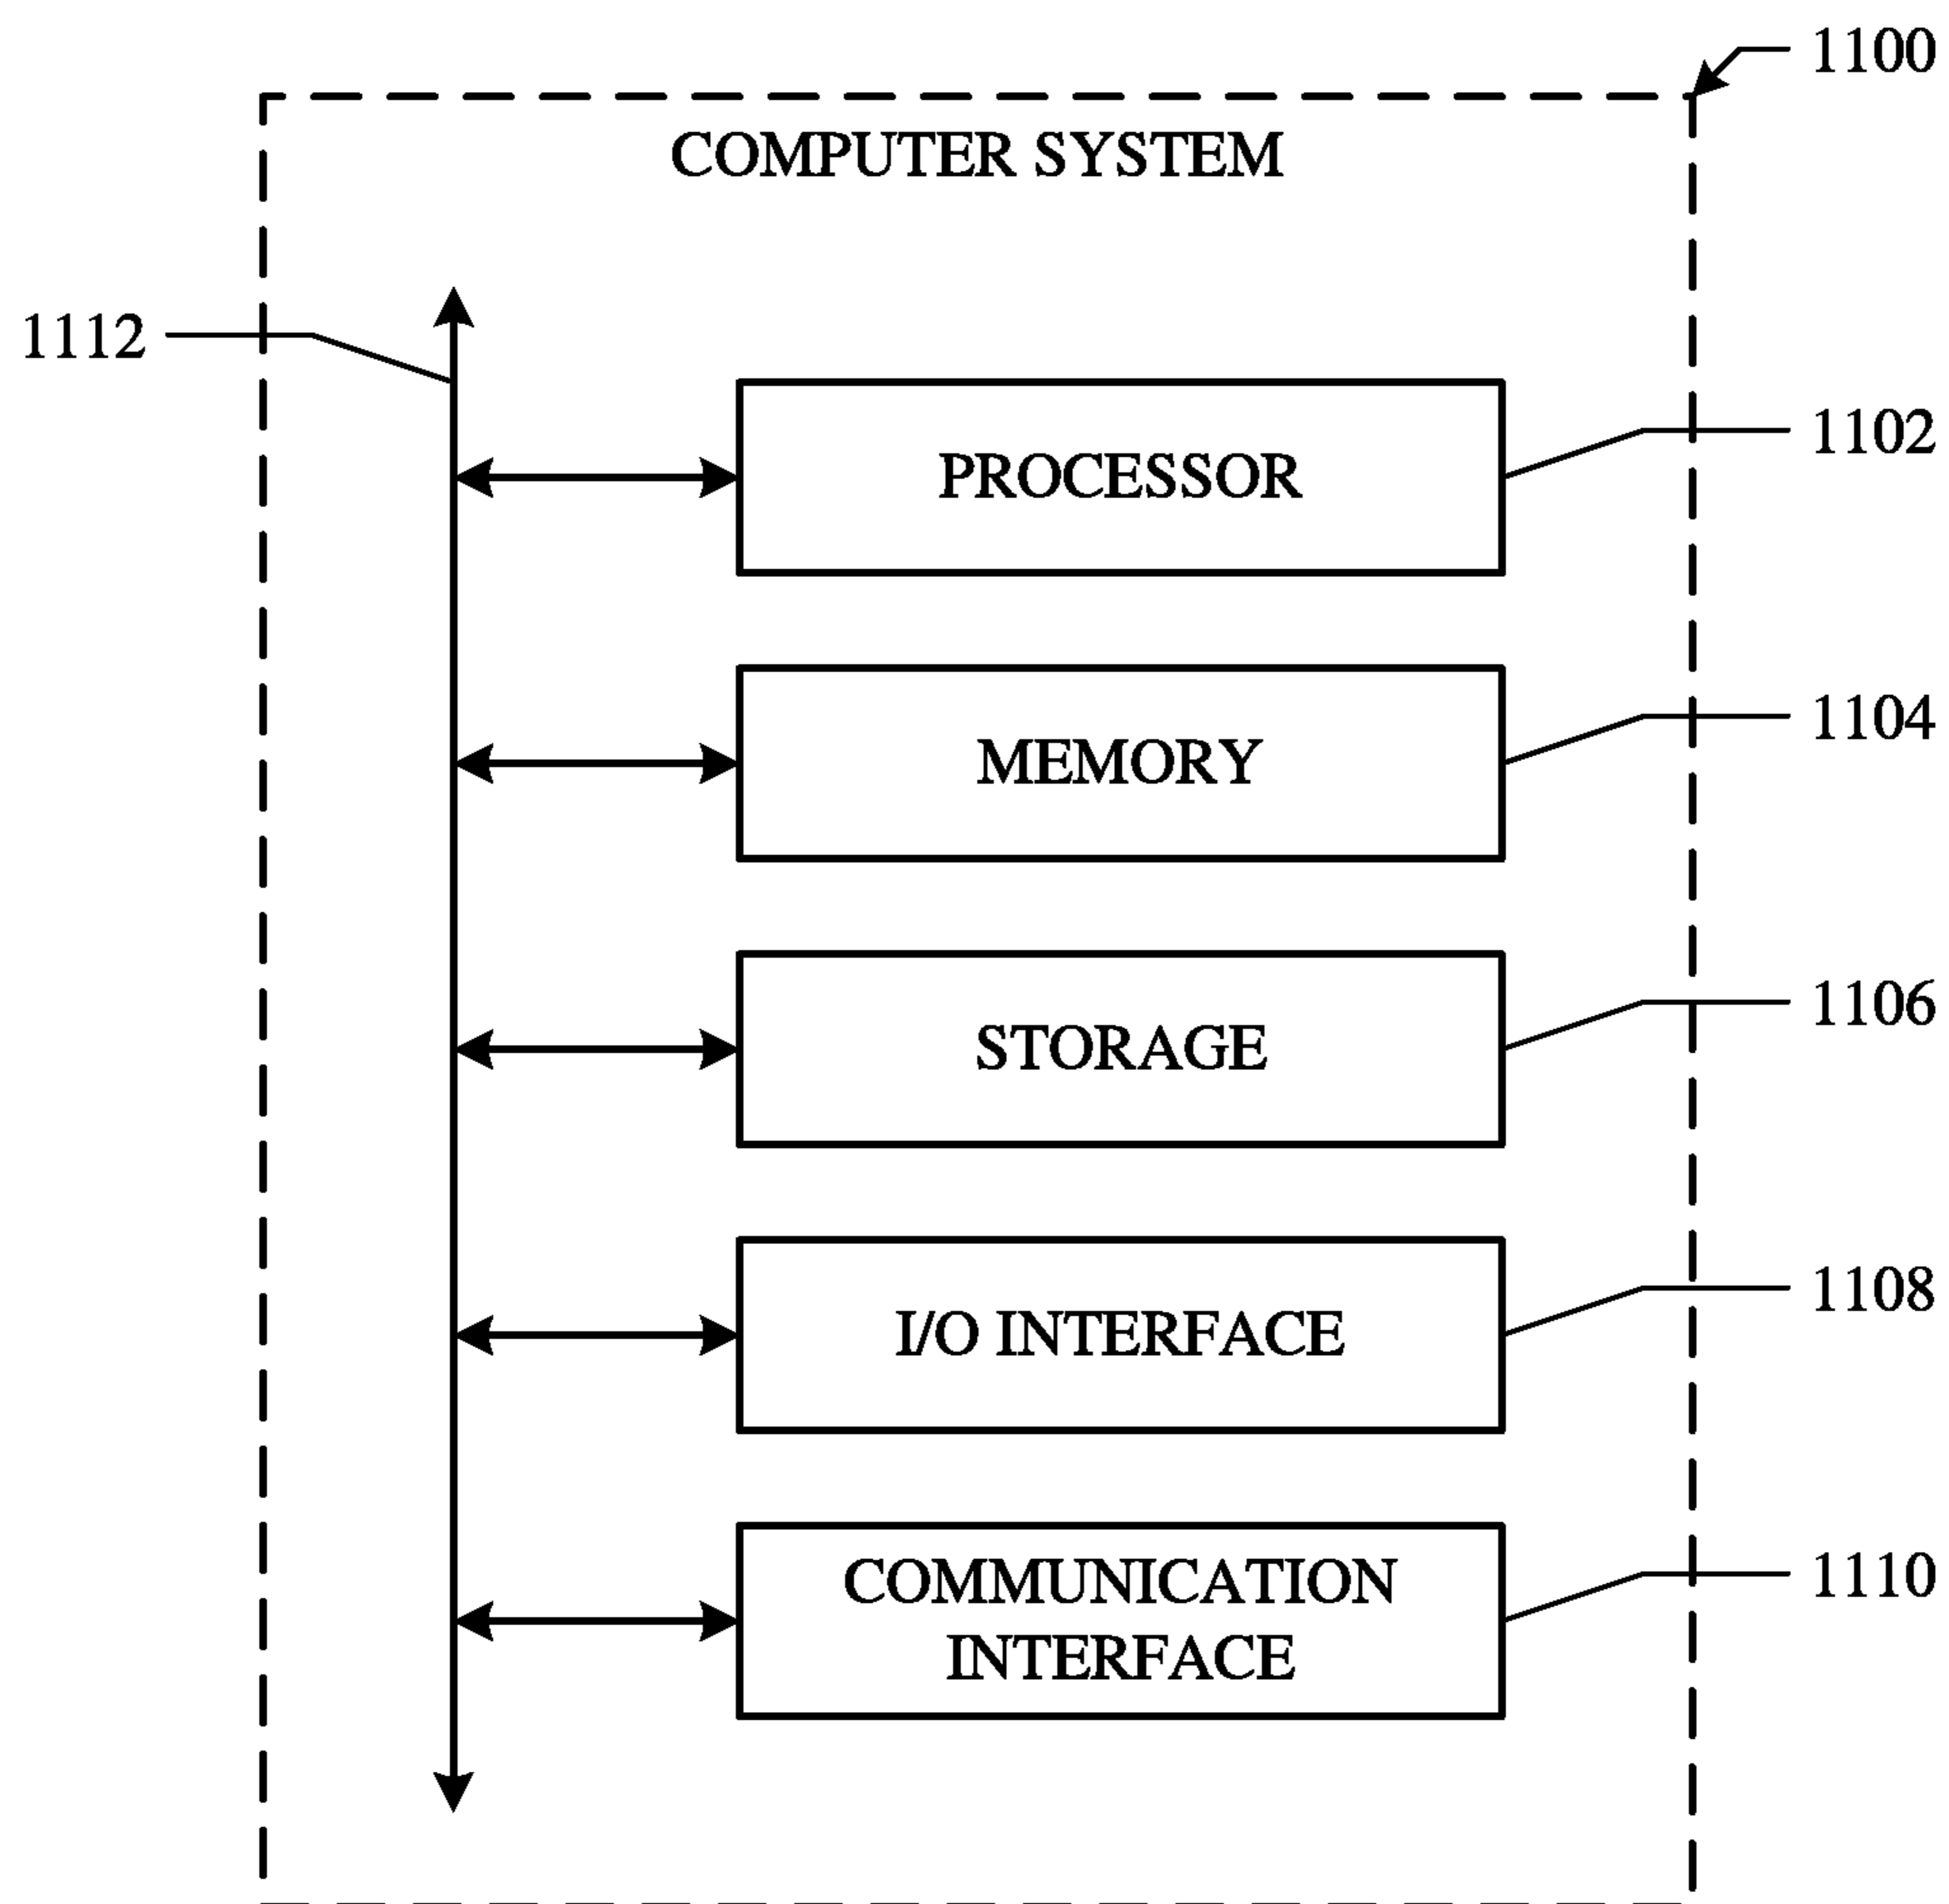 1100
COMPUTER SYSTEM
1112
PROCESSOR
1102
MEMORY
1104
STORAGE
1106
I/O INTERFACE
1108
COMMUNICATION
INTERFACE
1110